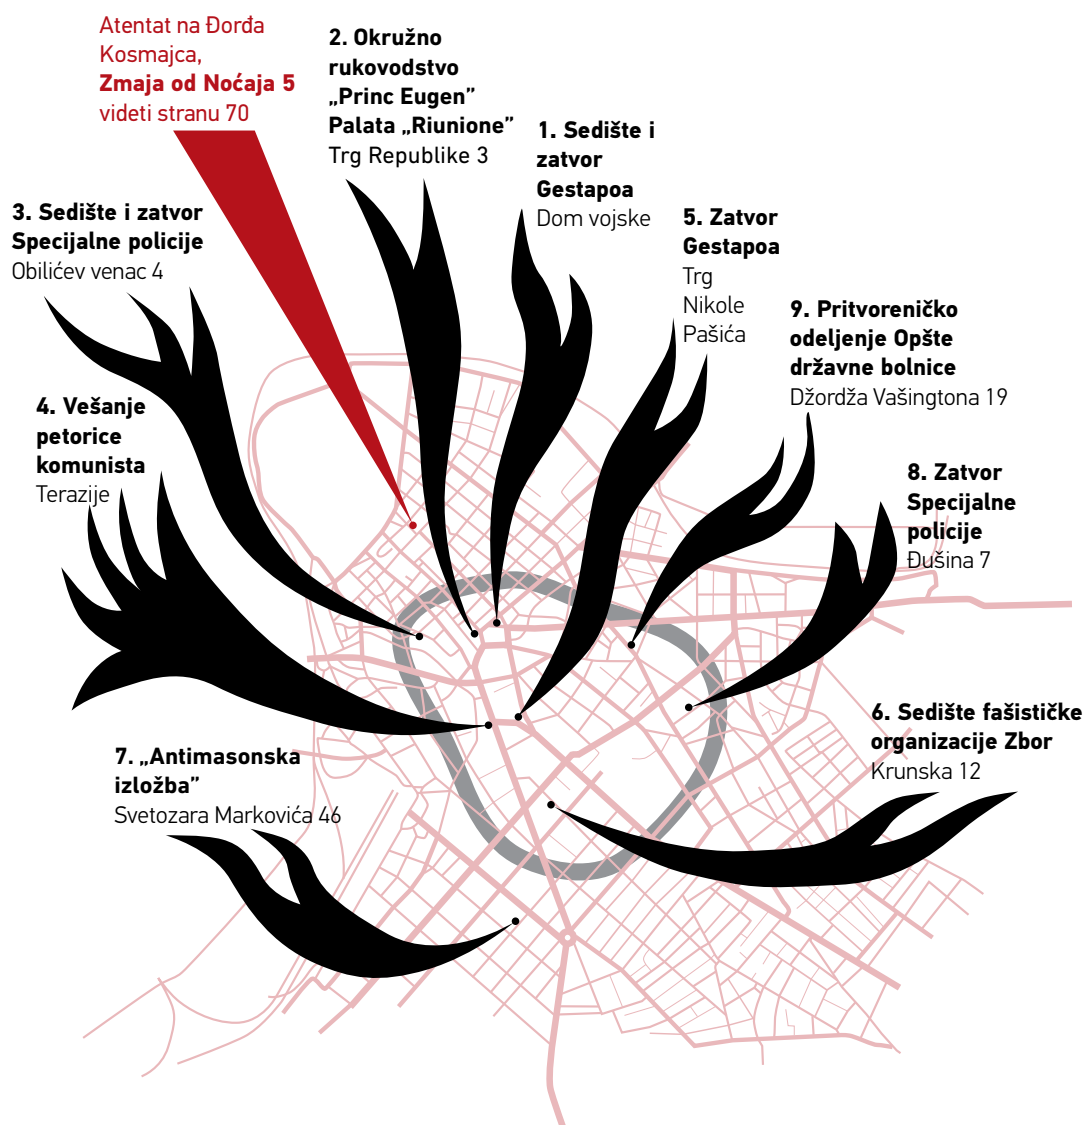 Atentat na Đorđa
Kosmajca,
Zmaja od Noćaja 5
videti stranu 70
2. Okružno
rukovodstvo
„Princ Eugen”
Palata „Riunione”
Trg Republike 3
1. Sedište i
zatvor
Gestapoa
Dom vojske
3. Sedište i zatvor
Specijalne policije
Obilićev venac 4
5. Zatvor
Gestapoa
Trg
Nikole
Pašića
9. Pritvoreničko
odeljenje Opšte
državne bolnice
Džordža Vašingtona 19
4. Vešanje
petorice
komunista
Terazije
8. Zatvor
Specijalne
policije
Đušina 7
6. Sedište fašističke
organizacije Zbor
Krunska 12
7. „Antimasonska
izložba”
Svetozara Markovića 46